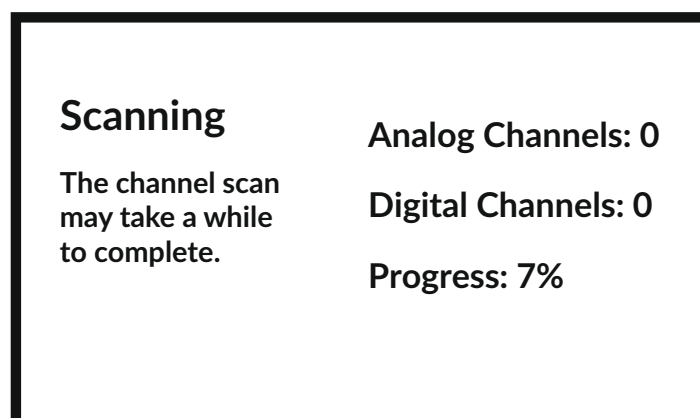 Scanning
The channel scan
may take a while
to complete.
Analog Channels: 0
Digital Channels: 0
Progress: 7%